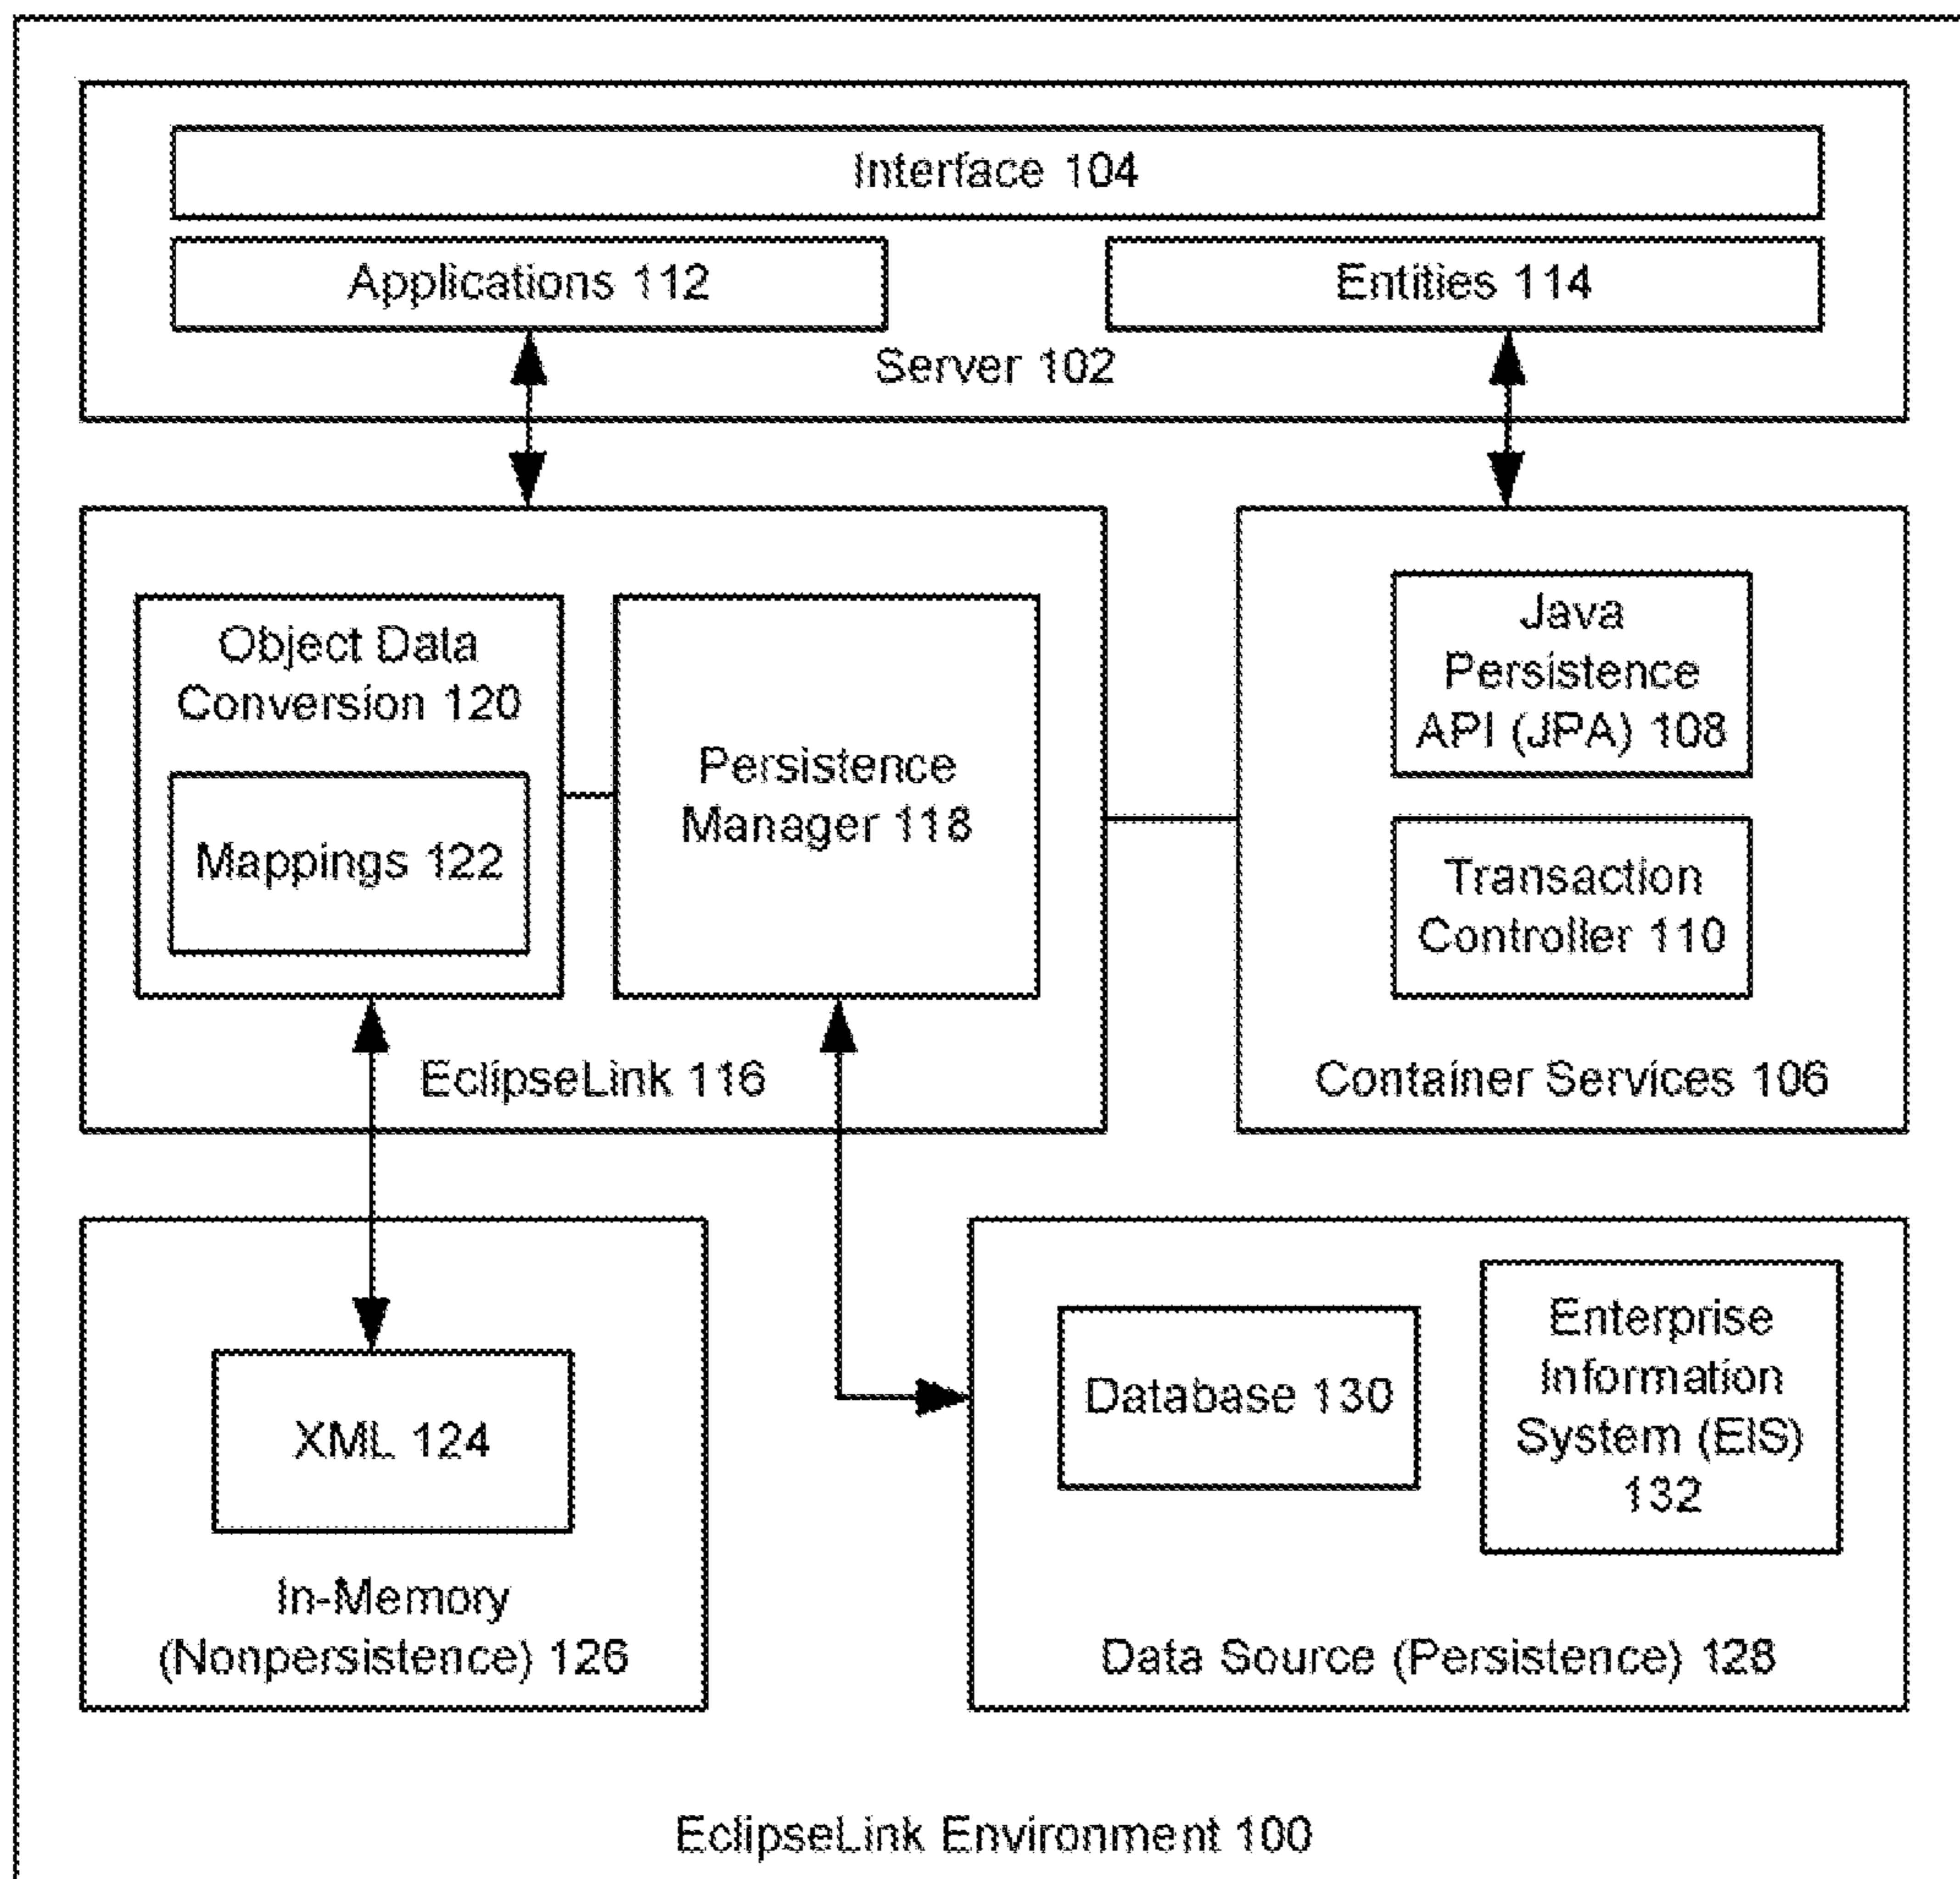 Interface 104
Applications 112
Entities 114
Server 102
Object Data
Conversion 120
Mappings 122
Persistence
Manager 118
EclipseLink 116
Java
Persistence
API (JPA) 108
Transaction
Controller 110
Container Services 106
XML 124
In-Memory
(Nonpersistence) 126
Database 130
Enterprise
Information
System (EIS)
132
Data Source (Persistence) 128
EclipseLink Environment 100